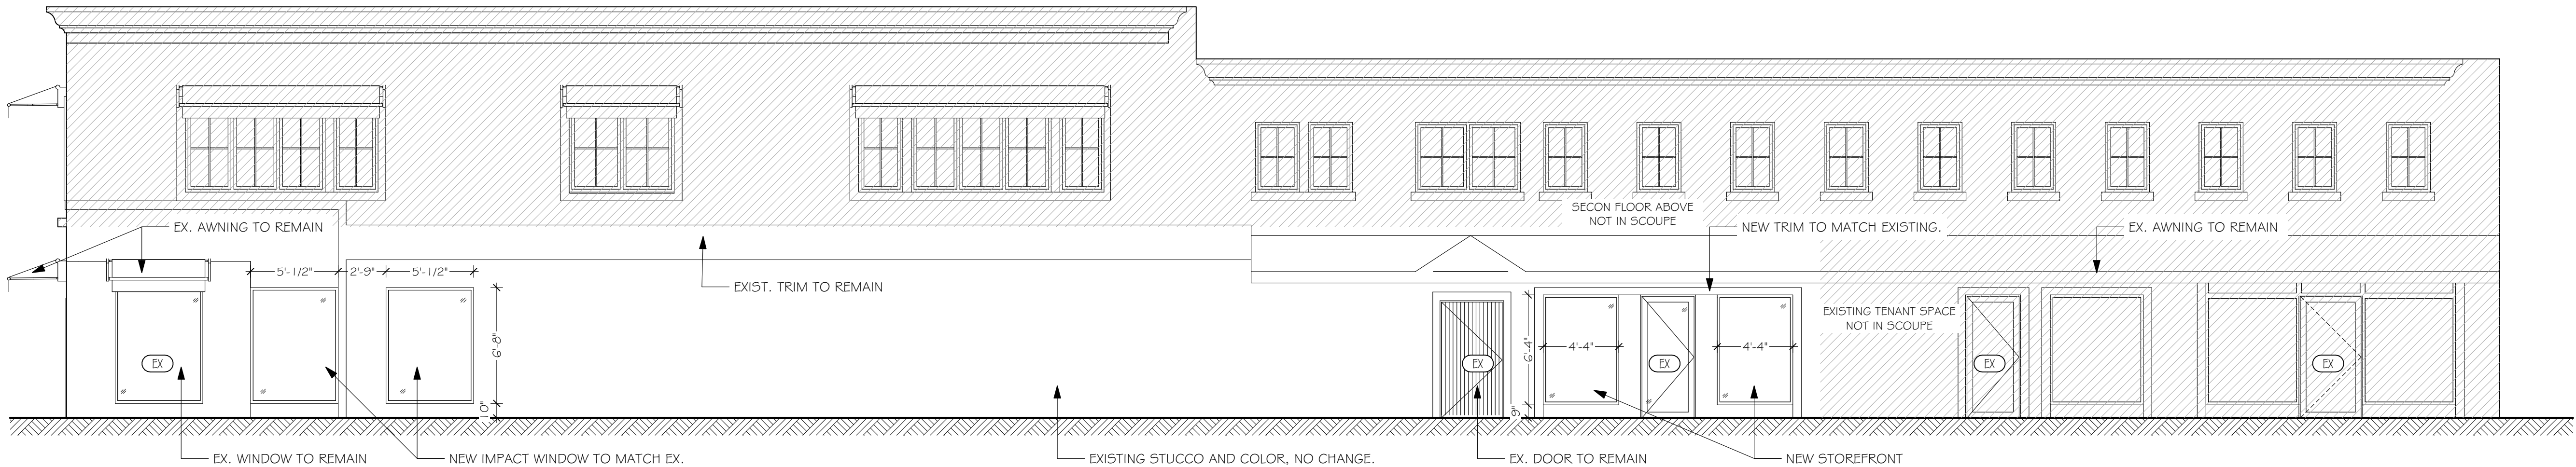 SECON FLOOR ABOVE
NOT IN SCOUPE
EX. AWNING TO REMAIN
NEW TRIM TO MATCH EXISTING.
EX. AWNING TO REMAIN
5'-1/2"
2'-9"
5'-1/2"
EXIST. TRIM TO REMAIN
EXISTING TENANT SPACE
NOT IN SCOUPE
6'-8"
6'-4"
4'-4"
4'-4"
EX
EX
EX
EX
EX
10"
9"
EX. WINDOW TO REMAIN
NEW IMPACT WINDOW TO MATCH EX.
EXISTING STUCCO AND COLOR, NO CHANGE.
EX. DOOR TO REMAIN
NEW STOREFRONT